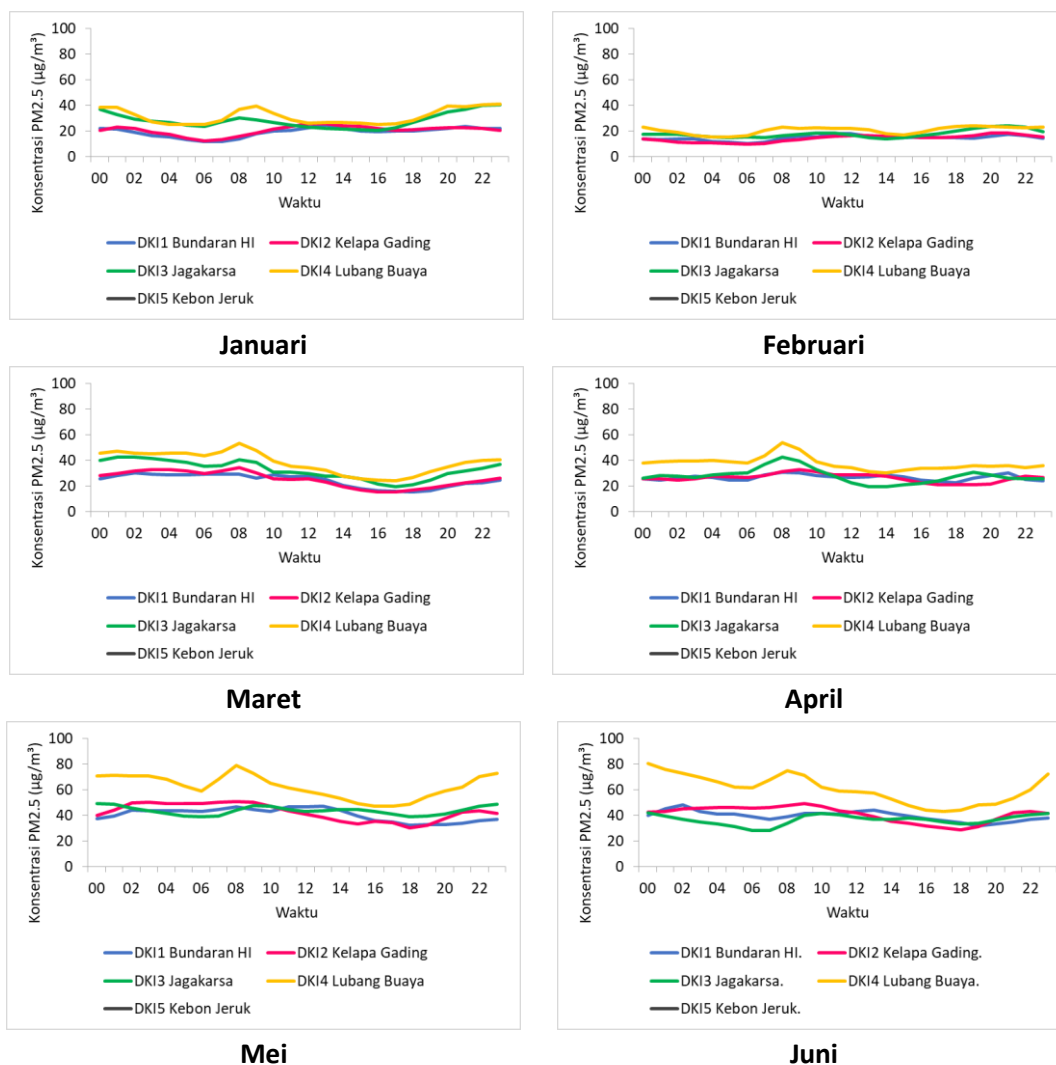 Konsentrasi PM2.5 (µg/m³)
100
80
60
40
20
0
00 02 04 06 08 10 12 14 16 18 20 22
Waktu
DKI1 Bundaran HI DKI2 Kelapa Gading
DKI3 Jagakarsa DKI4 Lubang Buaya
DKI5 Kebon Jeruk
Januari
Konsentrasi PM2.5 (µg/m³)
100
80
60
40
20
0
00 02 04 06 08 10 12 14 16 18 20 22
Waktu
DKI1 Bundaran HI DKI2 Kelapa Gading
DKI3 Jagakarsa DKI4 Lubang Buaya
DKI5 Kebon Jeruk
Februari
Konsentrasi PM2.5 (µg/m³)
100
80
60
40
20
0
00 02 04 06 08 10 12 14 16 18 20 22
Waktu
DKI1 Bundaran HI DKI2 Kelapa Gading
DKI3 Jagakarsa DKI4 Lubang Buaya
DKI5 Kebon Jeruk
Maret
Konsentrasi PM2.5 (µg/m³)
100
80
60
40
20
0
00 02 04 06 08 10 12 14 16 18 20 22
Waktu
DKI1 Bundaran HI DKI2 Kelapa Gading
DKI3 Jagakarsa DKI4 Lubang Buaya
DKI5 Kebon Jeruk
April
Konsentrasi PM2.5 (µg/m³)
100
80
60
40
20
0
00 02 04 06 08 10 12 14 16 18 20 22
Waktu
DKI1 Bundaran HI DKI2 Kelapa Gading
DKI3 Jagakarsa DKI4 Lubang Buaya
DKI5 Kebon Jeruk
Mei
Konsentrasi PM2.5 (µg/m³)
100
80
60
40
20
0
00 02 04 06 08 10 12 14 16 18 20 22
Waktu
DKI1 Bundaran HI. DKI2 Kelapa Gading.
DKI3 Jagakarsa. DKI4 Lubang Buaya.
DKI5 Kebon Jeruk.
Juni